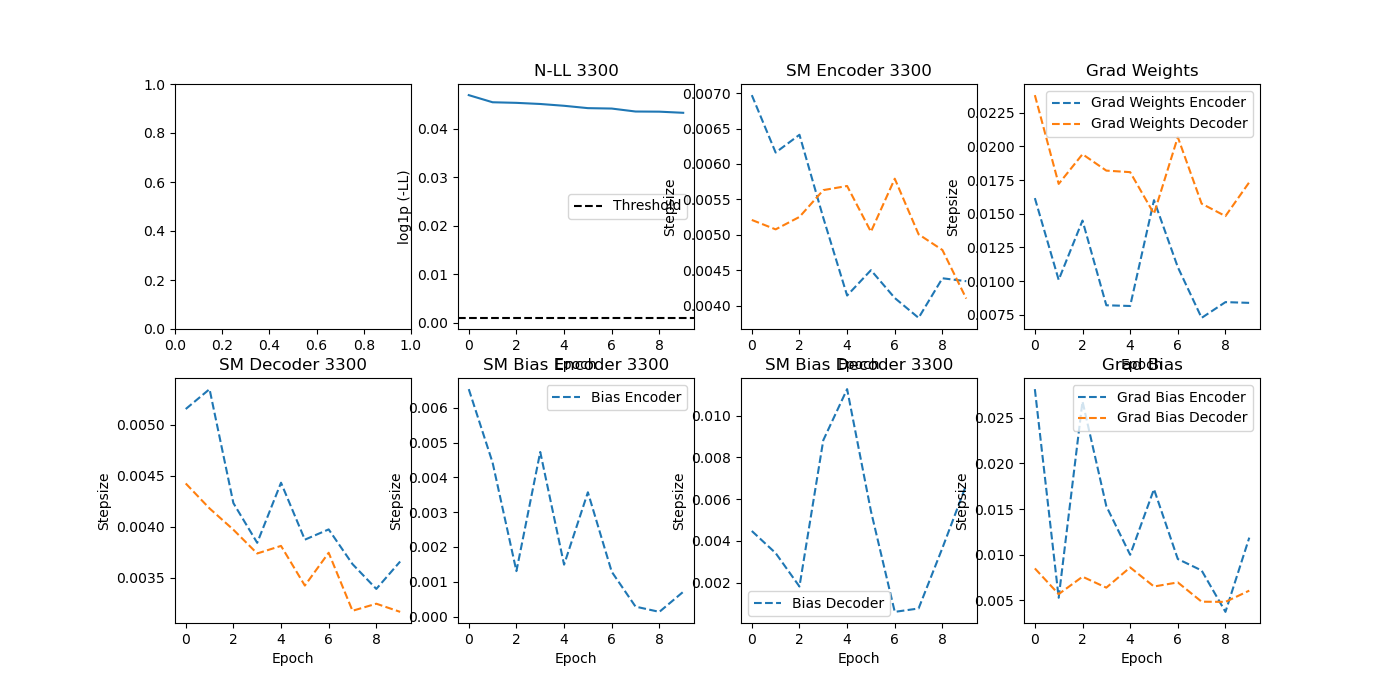 N-LL 3300
SM Encoder 3300
Grad Weights
1.0
0.8
0.6
0.4
0.2
0.0
0.0 0.2 0.4 0.6 0.8 1.0
log1p (-LL)
0.04
0.03
0.02
0.01
0.00
Threshold
0 2 4 6 8
Epoch
Stepsize
0.0070
0.0065
0.0060
0.0055
0.0050
0.0045
0.0040
0 2 4 6 8
Epoch
Stepsize
0.0225
0.0200
0.0175
0.0150
0.0125
0.0100
0.0075
Grad Weights Encoder
Grad Weights Decoder
0 2 4 6 8
Epoch
SM Decoder 3300
SM Bias Encoder 3300
SM Bias Decoder 3300
Grad Bias
Stepsize
0.0050
0.0045
0.0040
0.0035
0 2 4 6 8
Epoch
Stepsize
0.006
0.005
0.004
0.003
0.002
0.001
0.000
Bias Encoder
0 2 4 6 8
Epoch
Stepsize
0.010
0.008
0.006
0.004
0.002
Bias Decoder
0 2 4 6 8
Epoch
Stepsize
0.025
0.020
0.015
0.010
0.005
Grad Bias Encoder
Grad Bias Decoder
0 2 4 6 8
Epoch